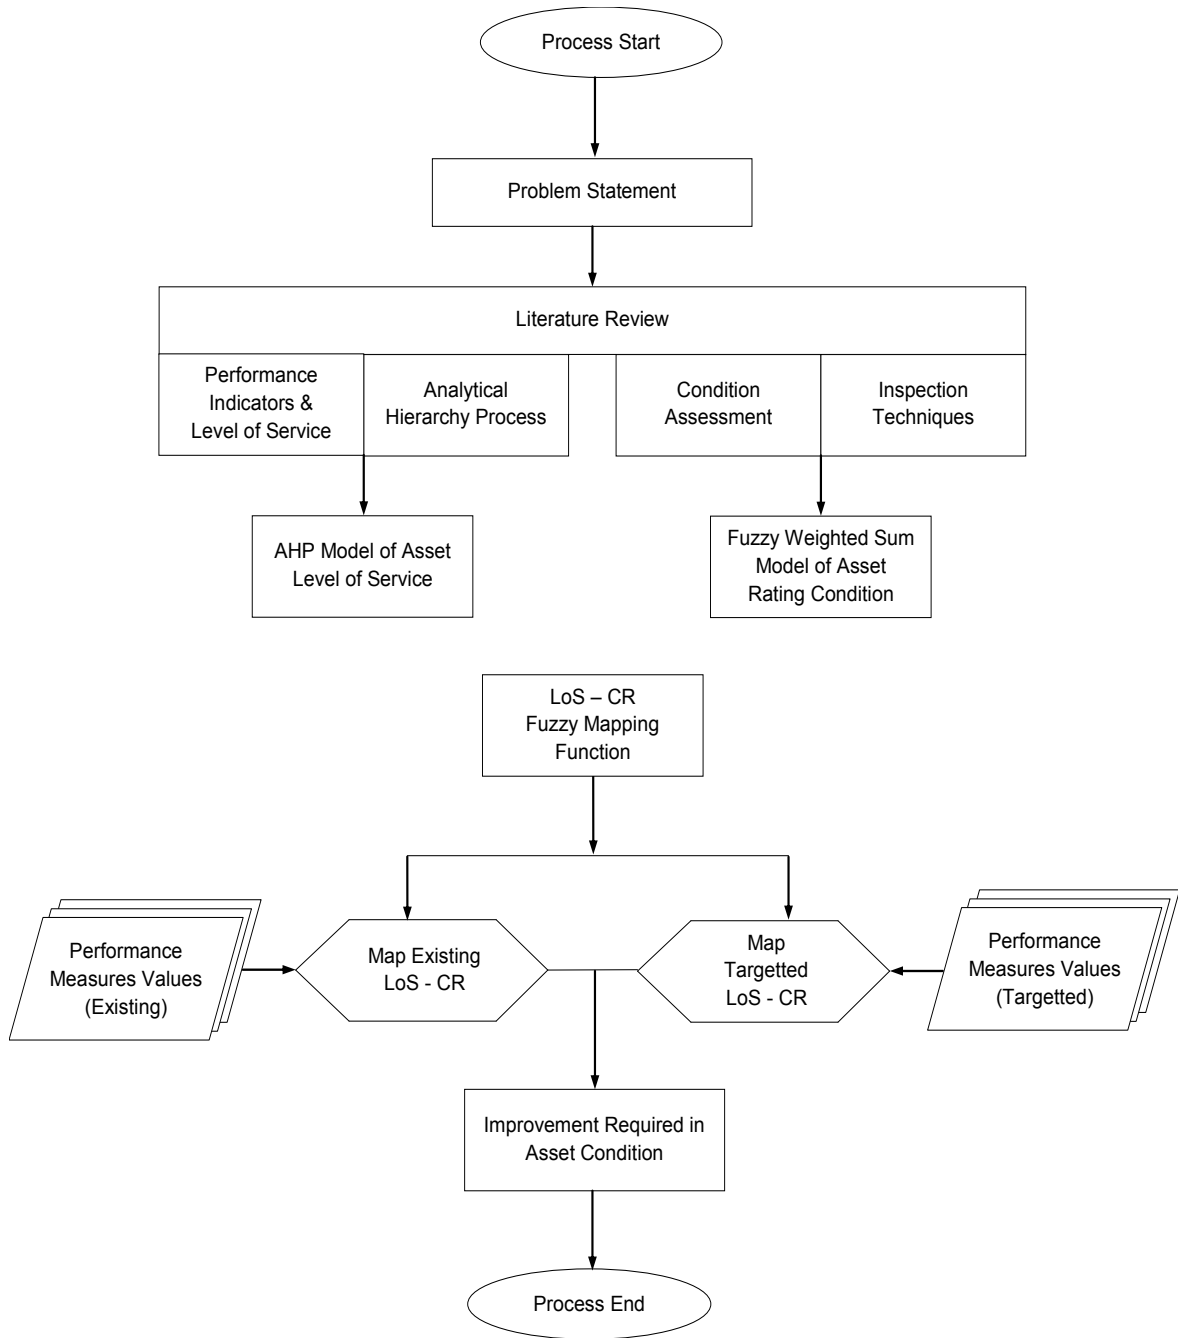 Process Start
Problem Statement
Literature Review
Performance
Indicators &
Level of Service
Analytical
Hierarchy Process
Condition
Assessment
Inspection
Techniques
AHP Model of Asset
Level of Service
Fuzzy Weighted Sum
Model of Asset
Rating Condition
LoS – CR
Fuzzy Mapping
Function
Performance
Measures Values
(Existing)
Map Existing
LoS - CR
Map
Targetted
LoS - CR
Performance
Measures Values
(Targetted)
Improvement Required in
Asset Condition
Process End